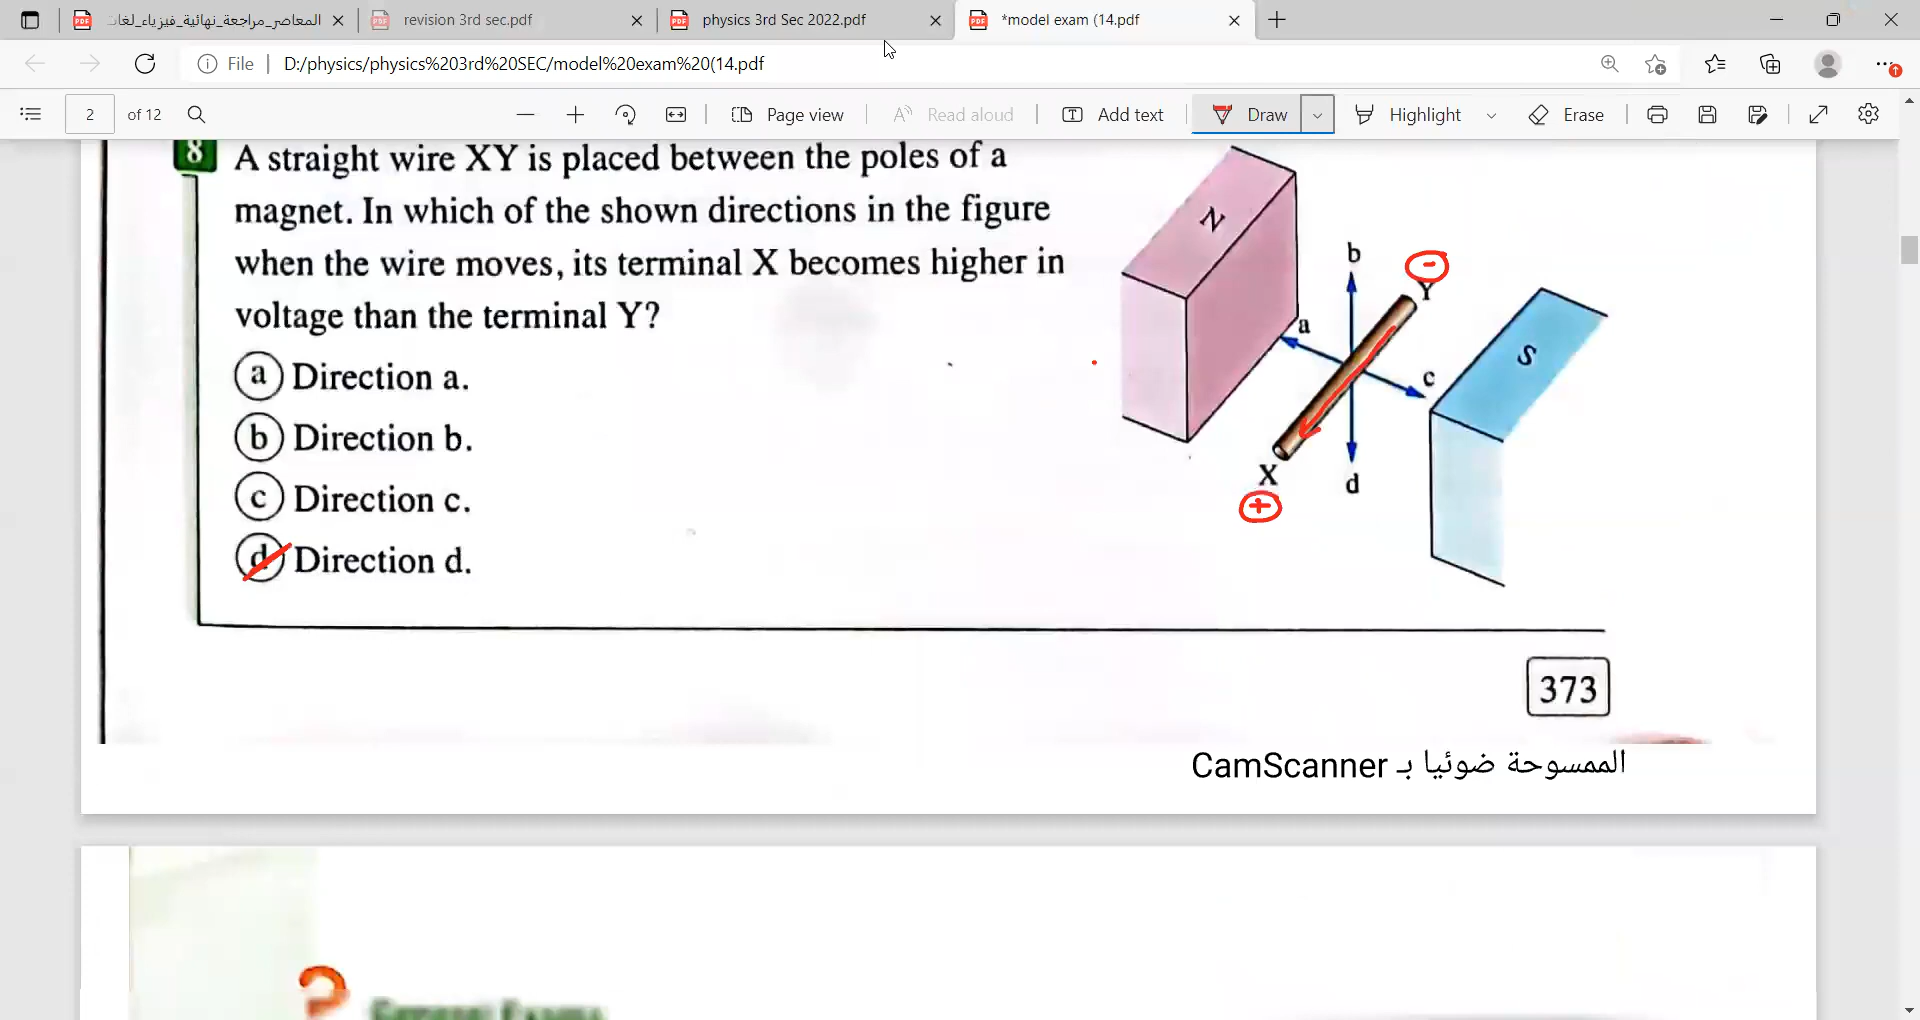 المعاصر_مراجعة_نهائية_فيزياء_لغات
revision 3rd sec.pdf
physics 3rd Sec 2022.pdf
*model exam (14.pdf
File
D:/physics/physics%203rd%20SEC/model%20exam%20(14.pdf
2 of 12
Page view
Read aloud
Add text
Draw
Highlight
Erase
8 A straight wire XY is placed between the poles of a
magnet. In which of the shown directions in the figure
when the wire moves, its terminal X becomes higher in
voltage than the terminal Y?
a Direction a.
b Direction b.
c Direction c.
d Direction d.
N
b
-
Y
a
S
c
X
d
+
373
الممسوحة ضوئيا بـ CamScanner
?
General Exams